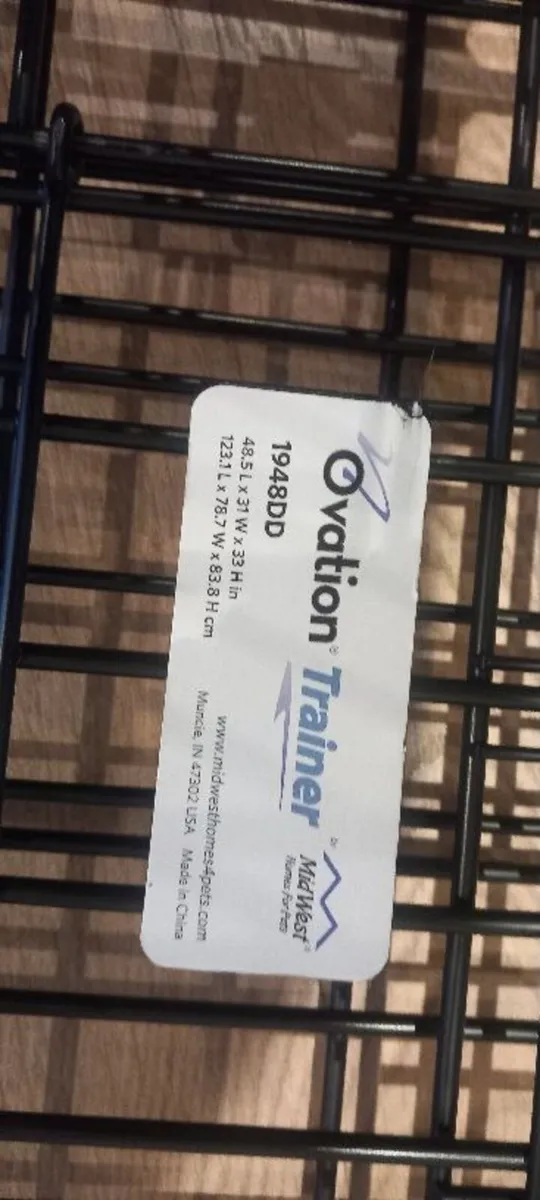 Ovation® Trainer
by
MidWest®
Homes For Pets
1948DD
48.5 L x 31 W x 33 H in
123.1 L x 78.7 W x 83.8 H cm
www.midwesthomes4pets.com
Muncie, IN 47302 USA Made in China